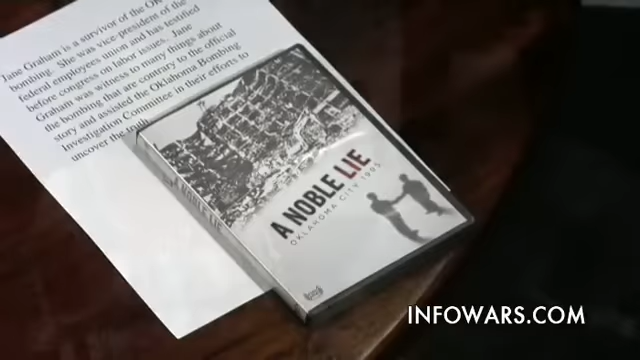 Jane Graham is a survivor of the OK
bombing. She was vice-president of the
federal employees union and has testified
before congress on labor issues. Jane
Graham was witness to many things about
the bombing that are contrary to the official
story and assisted the Oklahoma Bombing
Investigation Committee in their efforts to
uncover the truth
A NOBLE LIE
OKLAHOMA CITY 1995
A NOBLE LIE
INFOWARS.COM